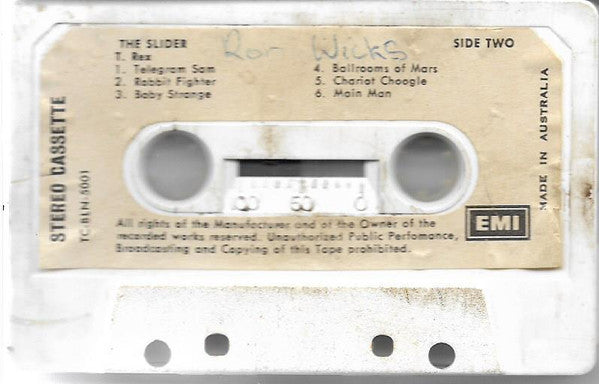 THE SLIDER
Ron Wicks
SIDE TWO
T. Rex
1. Telegram Sam
2. Rabbit Fighter
3. Baby Strange
4. Ballrooms of Mars
5. Chariot Choogle
6. Main Man
STEREO CASSETTE
TC-BLN-5001
MADE IN AUSTRALIA
50 0
All rights of the Manufacturer and of the Owner of the
recorded works reserved. Unauthorized Public Perfomance,
Broadcasting and Copying of this Tape prohibited.
EMI